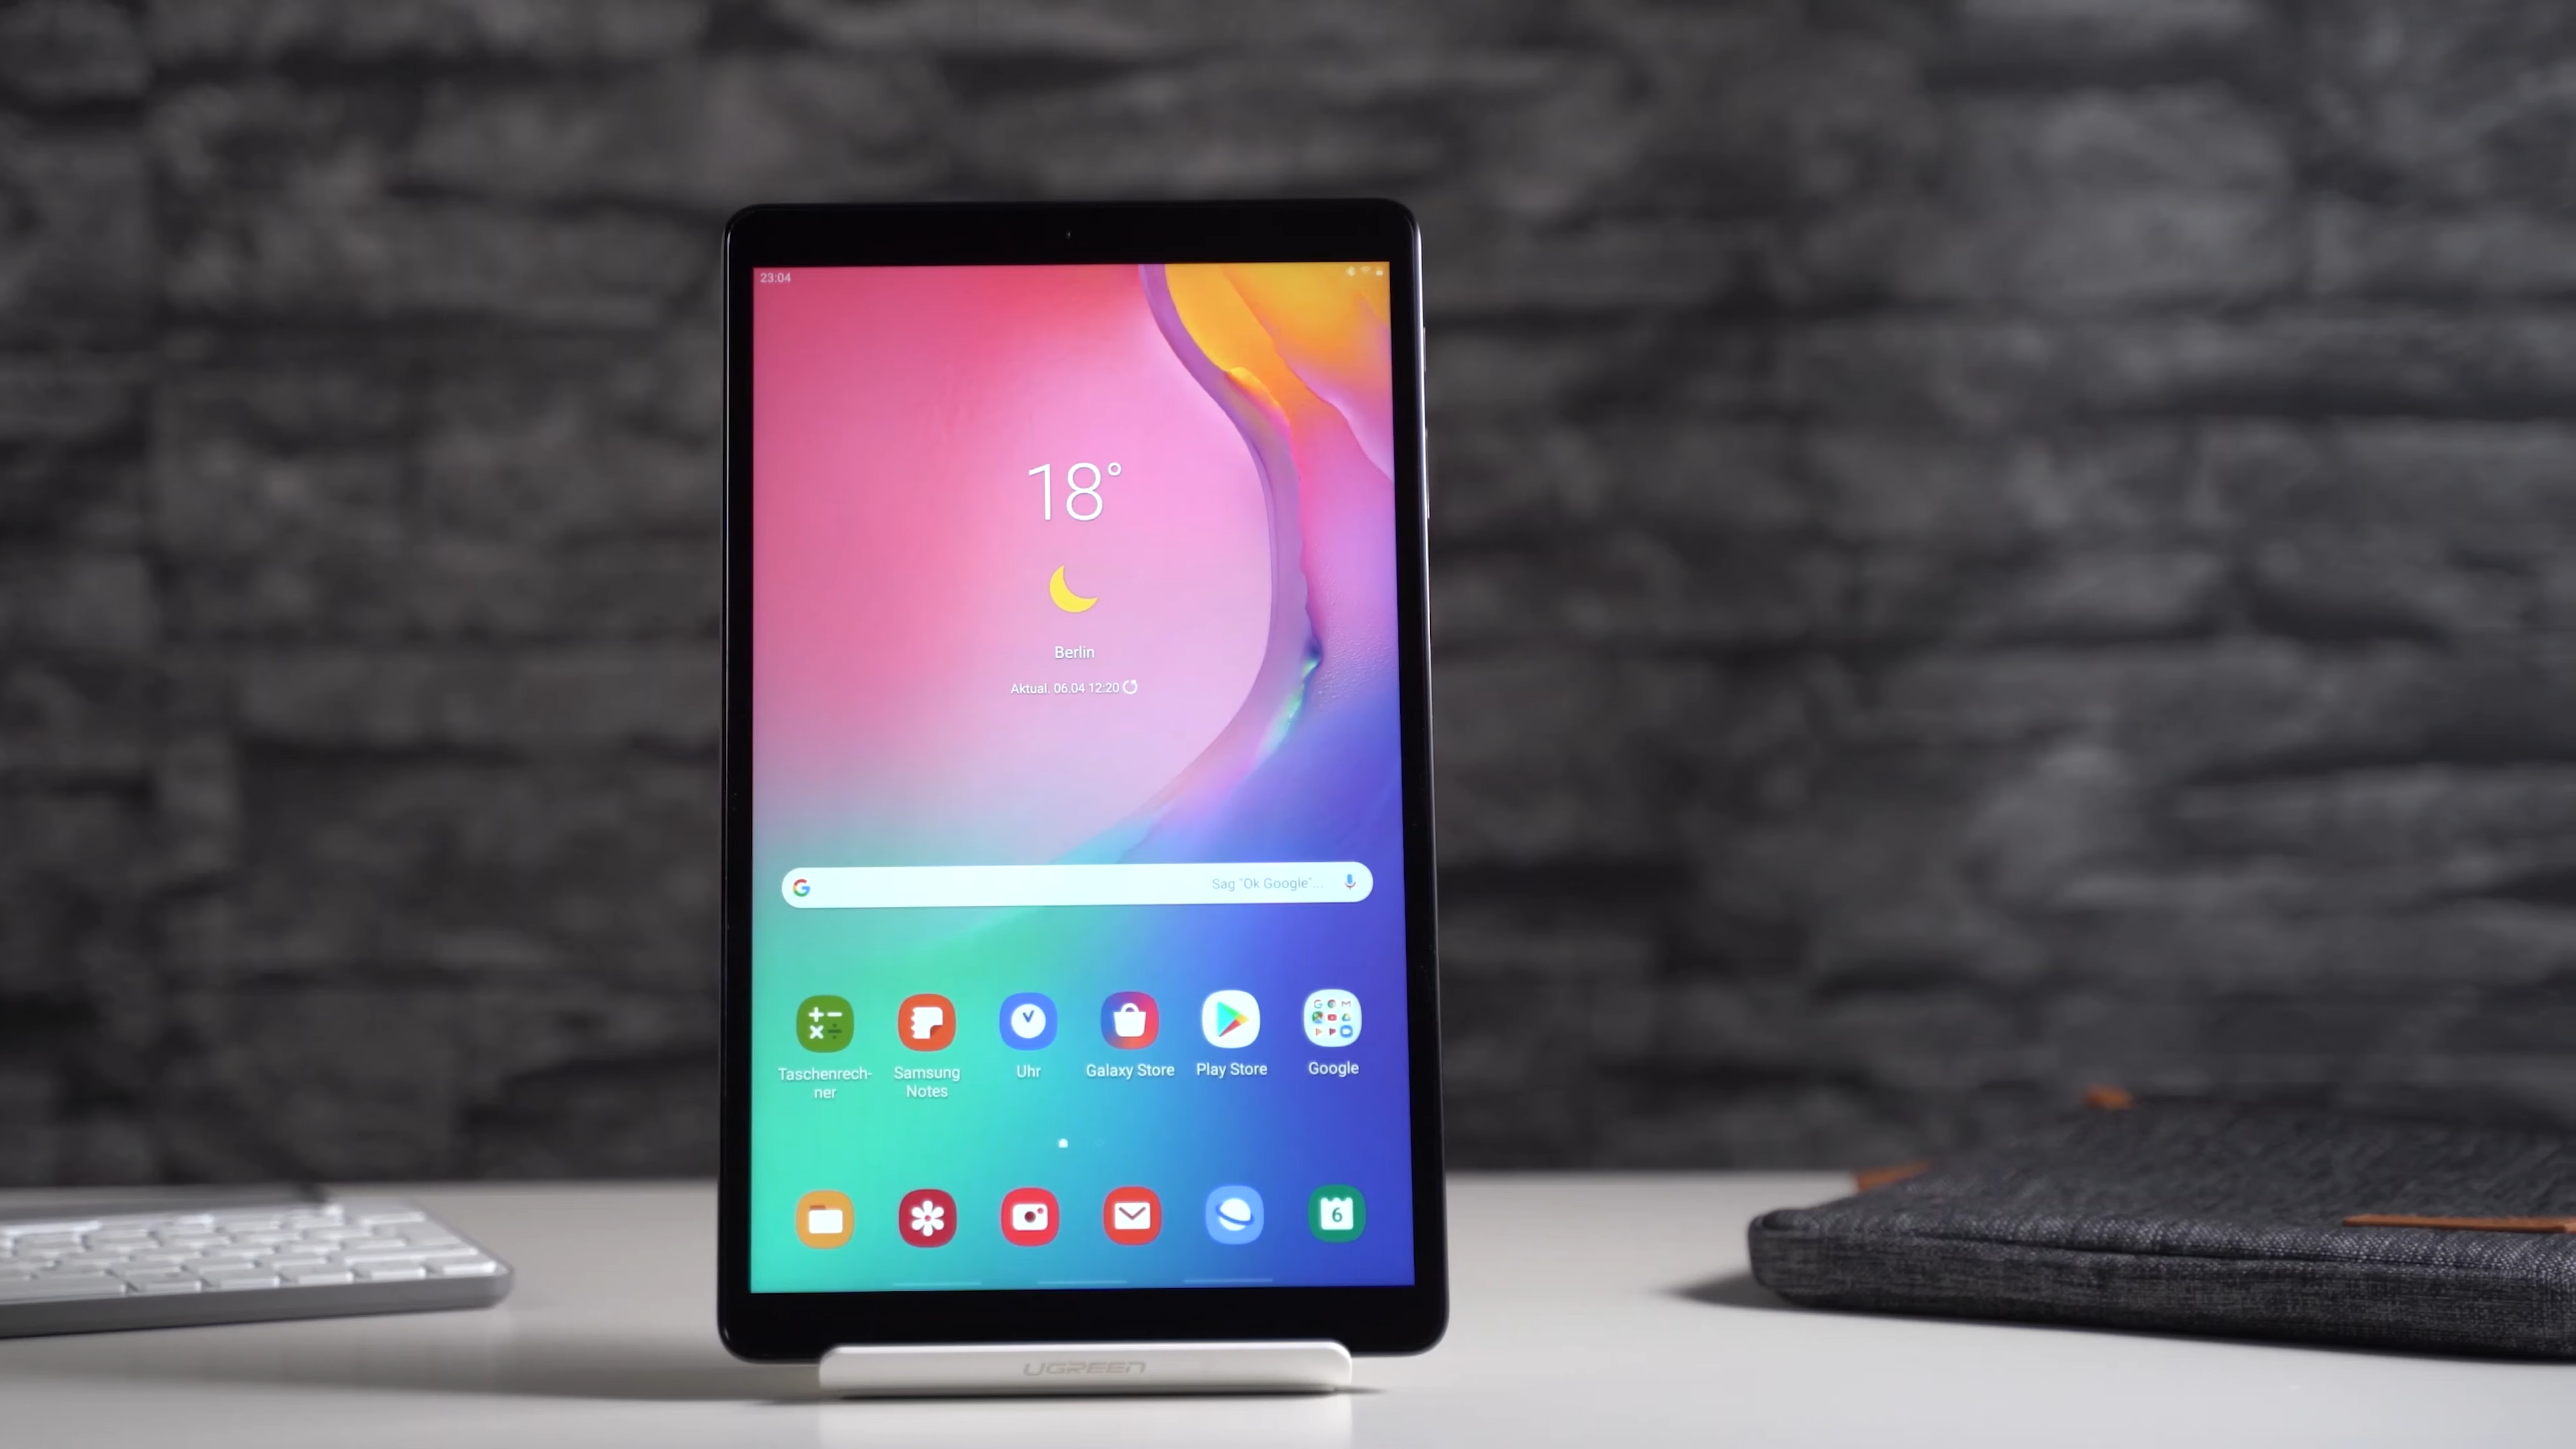 23:04
18°
Berlin
Aktual. 06.04 12:20
Sag "Ok Google"...
Taschenrech-
ner
Samsung
Notes
Uhr
Galaxy Store
Play Store
Google
6
UGREEN